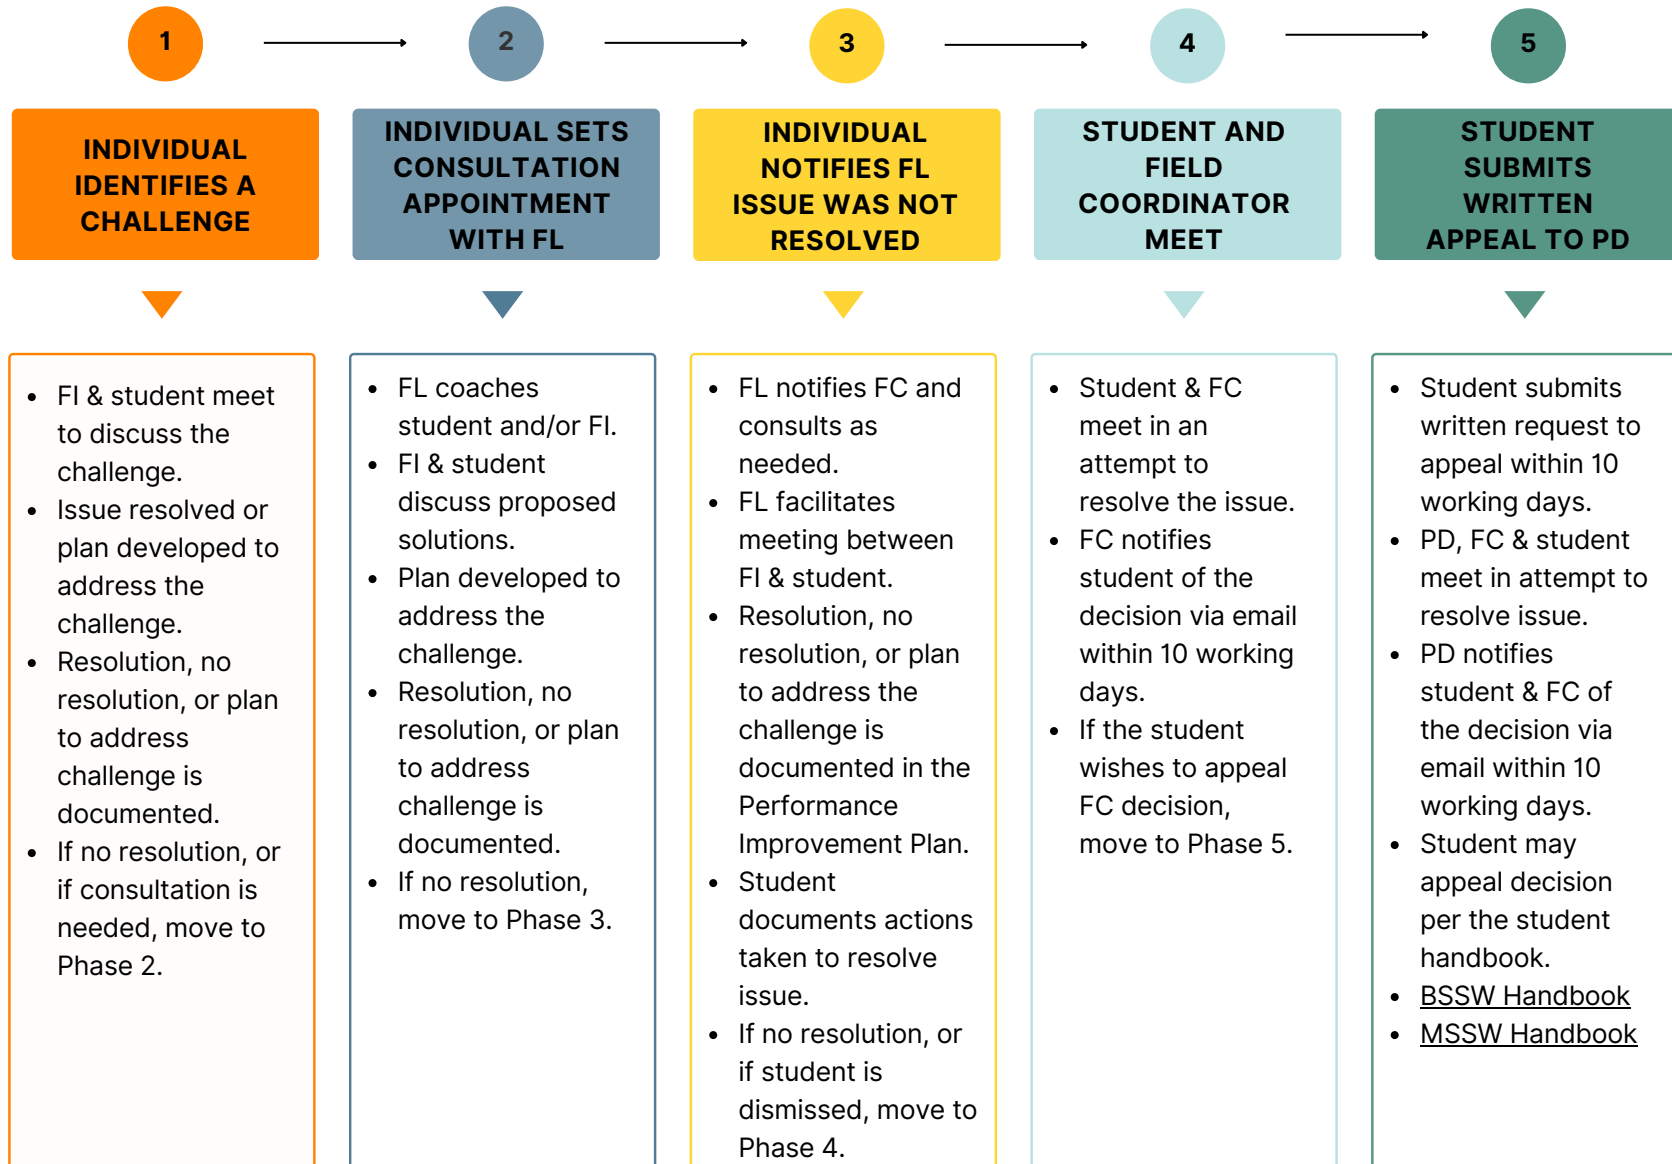 1
2
3
4
5
INDIVIDUAL
IDENTIFIES A
CHALLENGE
INDIVIDUAL SETS
CONSULTATION
APPOINTMENT
WITH FL
INDIVIDUAL
NOTIFIES FL
ISSUE WAS NOT
RESOLVED
STUDENT AND
FIELD
COORDINATOR
MEET
STUDENT
SUBMITS
WRITTEN
APPEAL TO PD
• FI & student meet
to discuss the
challenge.
• Issue resolved or
plan developed to
address the
challenge.
• Resolution, no
resolution, or plan
to address
challenge is
documented.
• If no resolution, or
if consultation is
needed, move to
Phase 2.
• FL coaches
student and/or FI.
• FI & student
discuss proposed
solutions.
• Plan developed to
address the
challenge.
• Resolution, no
resolution, or plan
to address
challenge is
documented.
• If no resolution,
move to Phase 3.
• FL notifies FC and
consults as
needed.
• FL facilitates
meeting between
FI & student.
• Resolution, no
resolution, or plan
to address the
challenge is
documented in the
Performance
Improvement Plan.
• Student
documents actions
taken to resolve
issue.
• If no resolution, or
if student is
dismissed, move to
Phase 4.
• Student & FC
meet in an
attempt to
resolve the issue.
• FC notifies
student of the
decision via email
within 10 working
days.
• If the student
wishes to appeal
FC decision,
move to Phase 5.
• Student submits
written request to
appeal within 10
working days.
• PD, FC & student
meet in attempt to
resolve issue.
• PD notifies
student & FC of
the decision via
email within 10
working days.
• Student may
appeal decision
per the student
handbook.
• BSSW Handbook
• MSSW Handbook